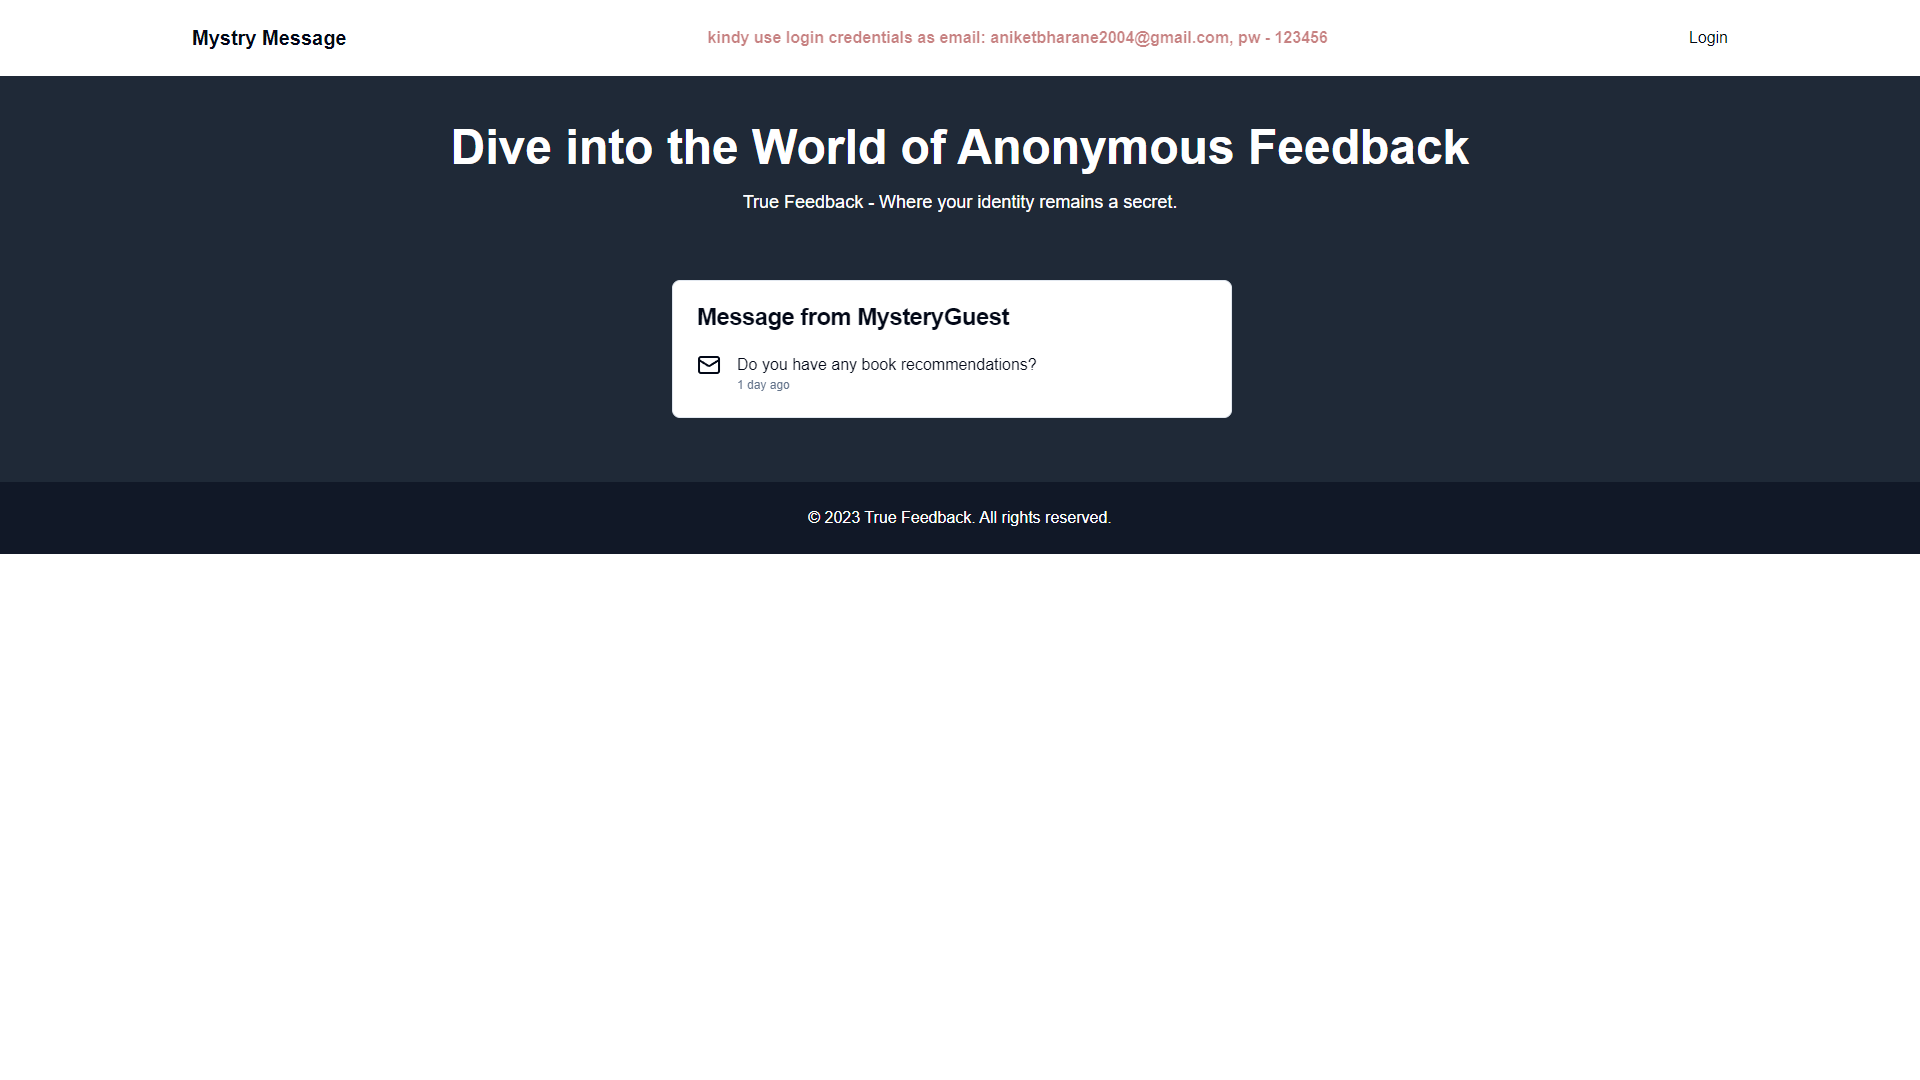 Mystry Message
kindy use login credentials as email: aniketbharane2004@gmail.com, pw - 123456
Login
Dive into the World of Anonymous Feedback
True Feedback - Where your identity remains a secret.
Message from MysteryGuest
Do you have any book recommendations?
1 day ago
© 2023 True Feedback. All rights reserved.